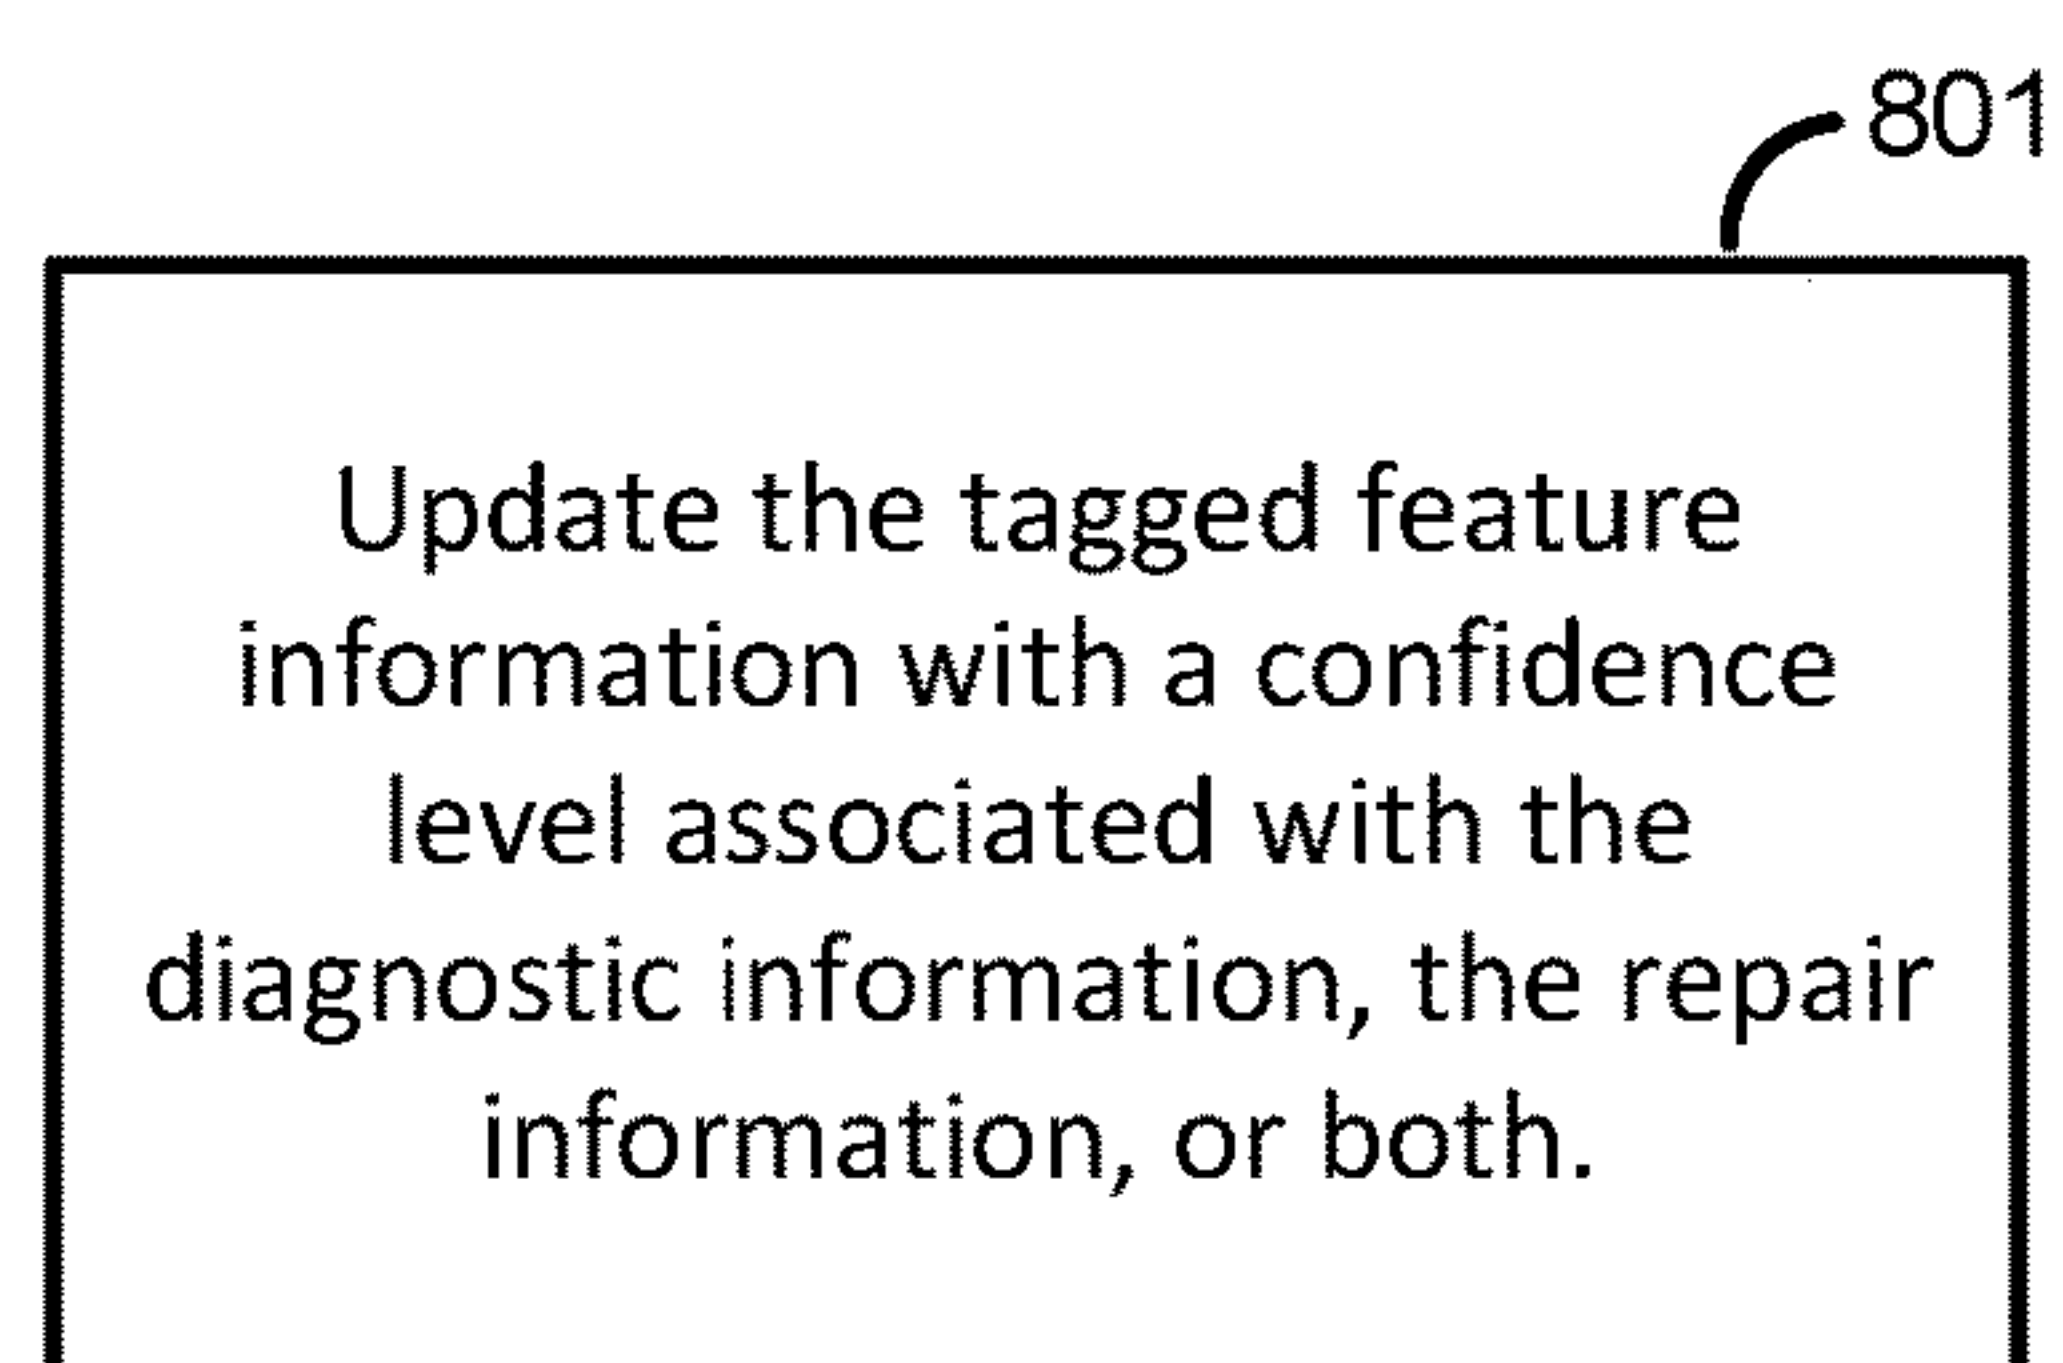 801
Update the tagged feature
information with a confidence
level associated with the
diagnostic information, the repair
information, or both.